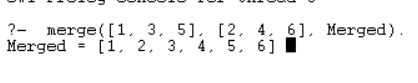 ?- merge([1, 3, 5], [2, 4, 6], Merged).
Merged = [1, 2, 3, 4, 5, 6]